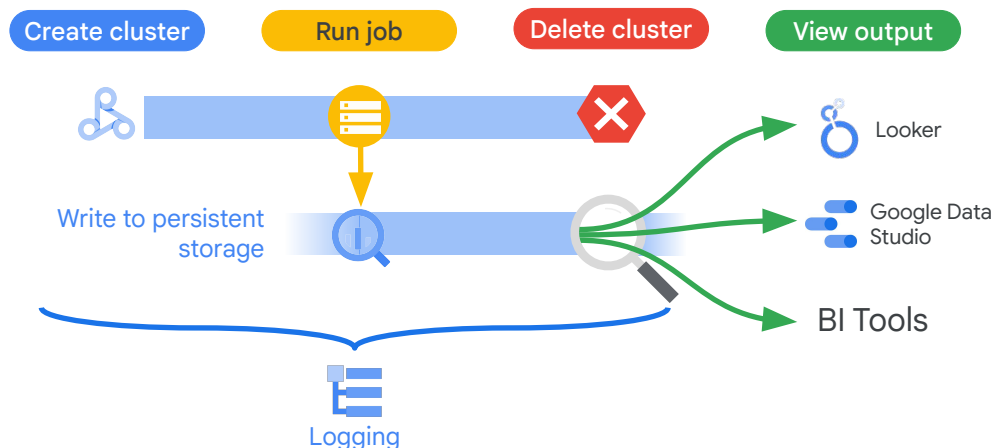 Create cluster
Run job
Delete cluster
View output
Looker
Write to persistent
storage
Google Data
Studio
BI Tools
Logging